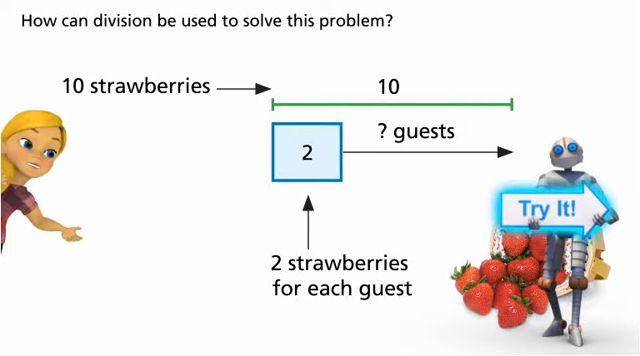 How can division be used to solve this problem?
10 strawberries
10
? guests
2
Try It!
2 strawberries
for each guest